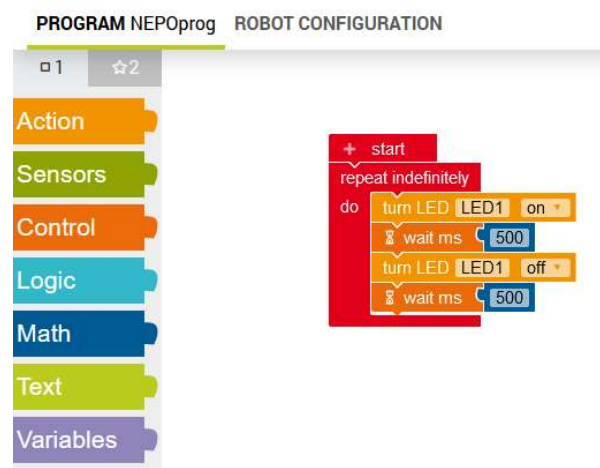 PROGRAM NEPOprog ROBOT CONFIGURATION
1 2
Action
Sensors
Control
Logic
Math
Text
Variables
+ start
repeat indefinitely
do turn LED LED1 on
wait ms 500
turn LED LED1 off
wait ms 500